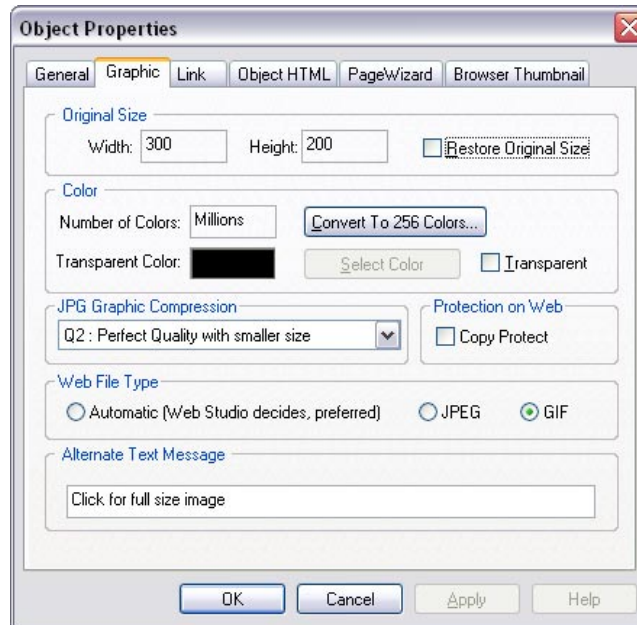 Object Properties
General Graphic Link Object HTML PageWizard Browser Thumbnail
Original Size
Width: 300 Height: 200 Restore Original Size
Color
Number of Colors: Millions Convert To 256 Colors...
Transparent Color: Select Color Transparent
JPG Graphic Compression Protection on Web
Q2 : Perfect Quality with smaller size Copy Protect
Web File Type
Automatic (Web Studio decides, preferred) JPEG GIF
Alternate Text Message
Click for full size image
OK Cancel Apply Help